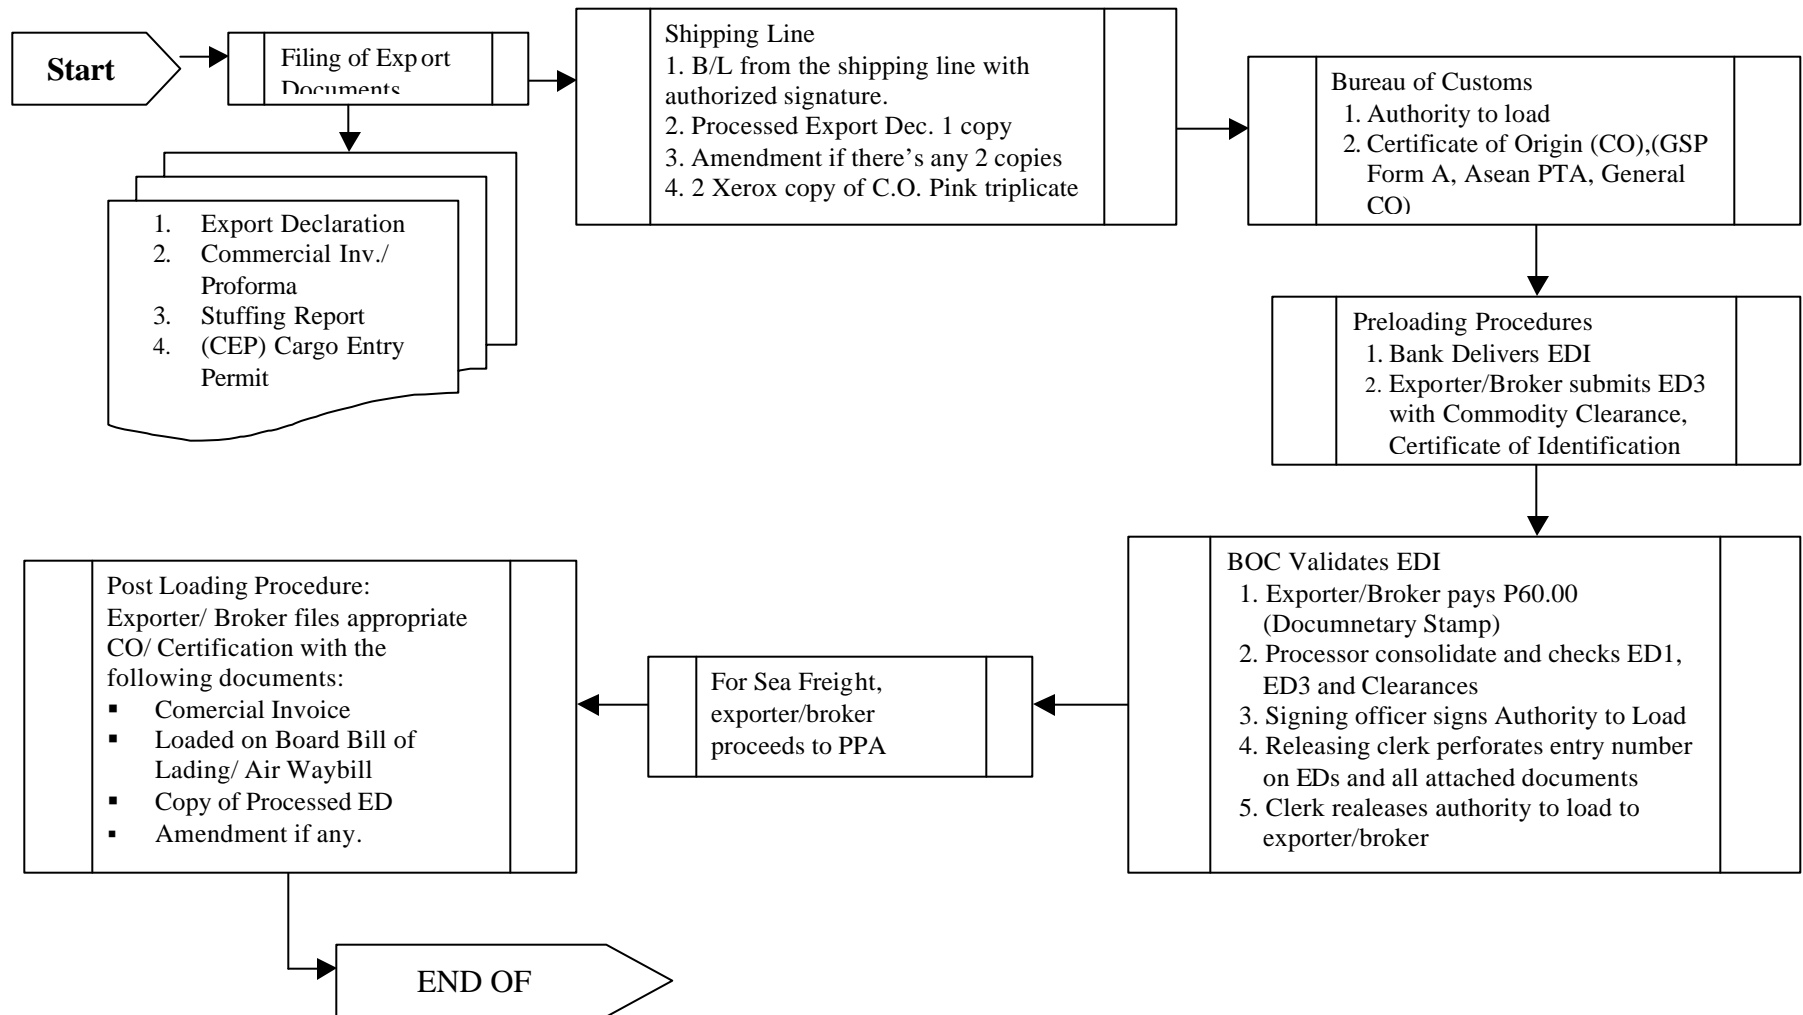 Start
Filing of Export
Documents
1. Export Declaration
2. Commercial Inv./
Proforma
3. Stuffing Report
4. (CEP) Cargo Entry
Permit
Shipping Line
1. B/L from the shipping line with
authorized signature.
2. Processed Export Dec. 1 copy
3. Amendment if there's any 2 copies
4. 2 Xerox copy of C.O. Pink triplicate
Bureau of Customs
1. Authority to load
2. Certificate of Origin (CO),(GSP
Form A, Asean PTA, General
CO)
Preloading Procedures
1. Bank Delivers EDI
2. Exporter/Broker submits ED3
with Commodity Clearance,
Certificate of Identification
BOC Validates EDI
1. Exporter/Broker pays P60.00
(Documnetary Stamp)
2. Processor consolidate and checks ED1,
ED3 and Clearances
3. Signing officer signs Authority to Load
4. Releasing clerk perforates entry number
on EDs and all attached documents
5. Clerk realeases authority to load to
exporter/broker
For Sea Freight,
exporter/broker
proceeds to PPA
Post Loading Procedure:
Exporter/ Broker files appropriate
CO/ Certification with the
following documents:
▪ Comercial Invoice
▪ Loaded on Board Bill of
Lading/ Air Waybill
▪ Copy of Processed ED
▪ Amendment if any.
END OF